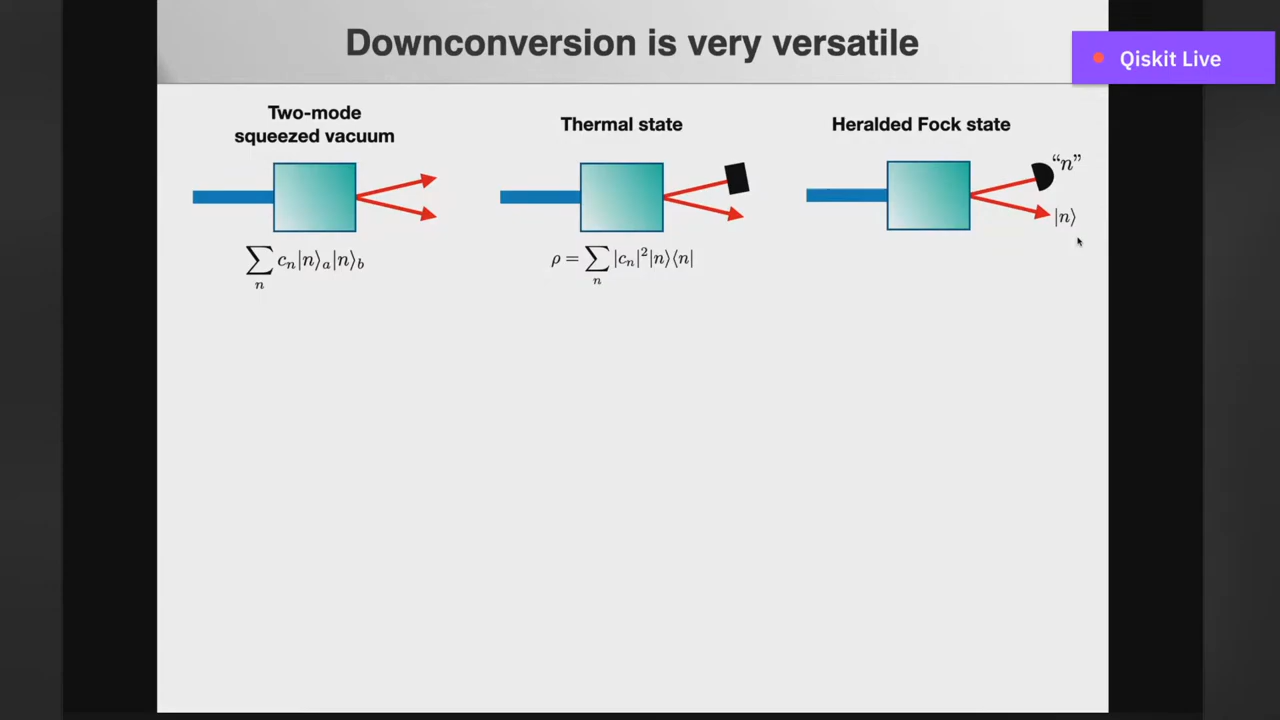 Downconversion is very versatile
Qiskit Live
Two-mode
squeezed vacuum
∑ₙ cₙ|n⟩ₐ|n⟩_b
Thermal state
ρ = ∑ₙ |cₙ|²|n⟩⟨n|
Heralded Fock state
“n”
|n⟩